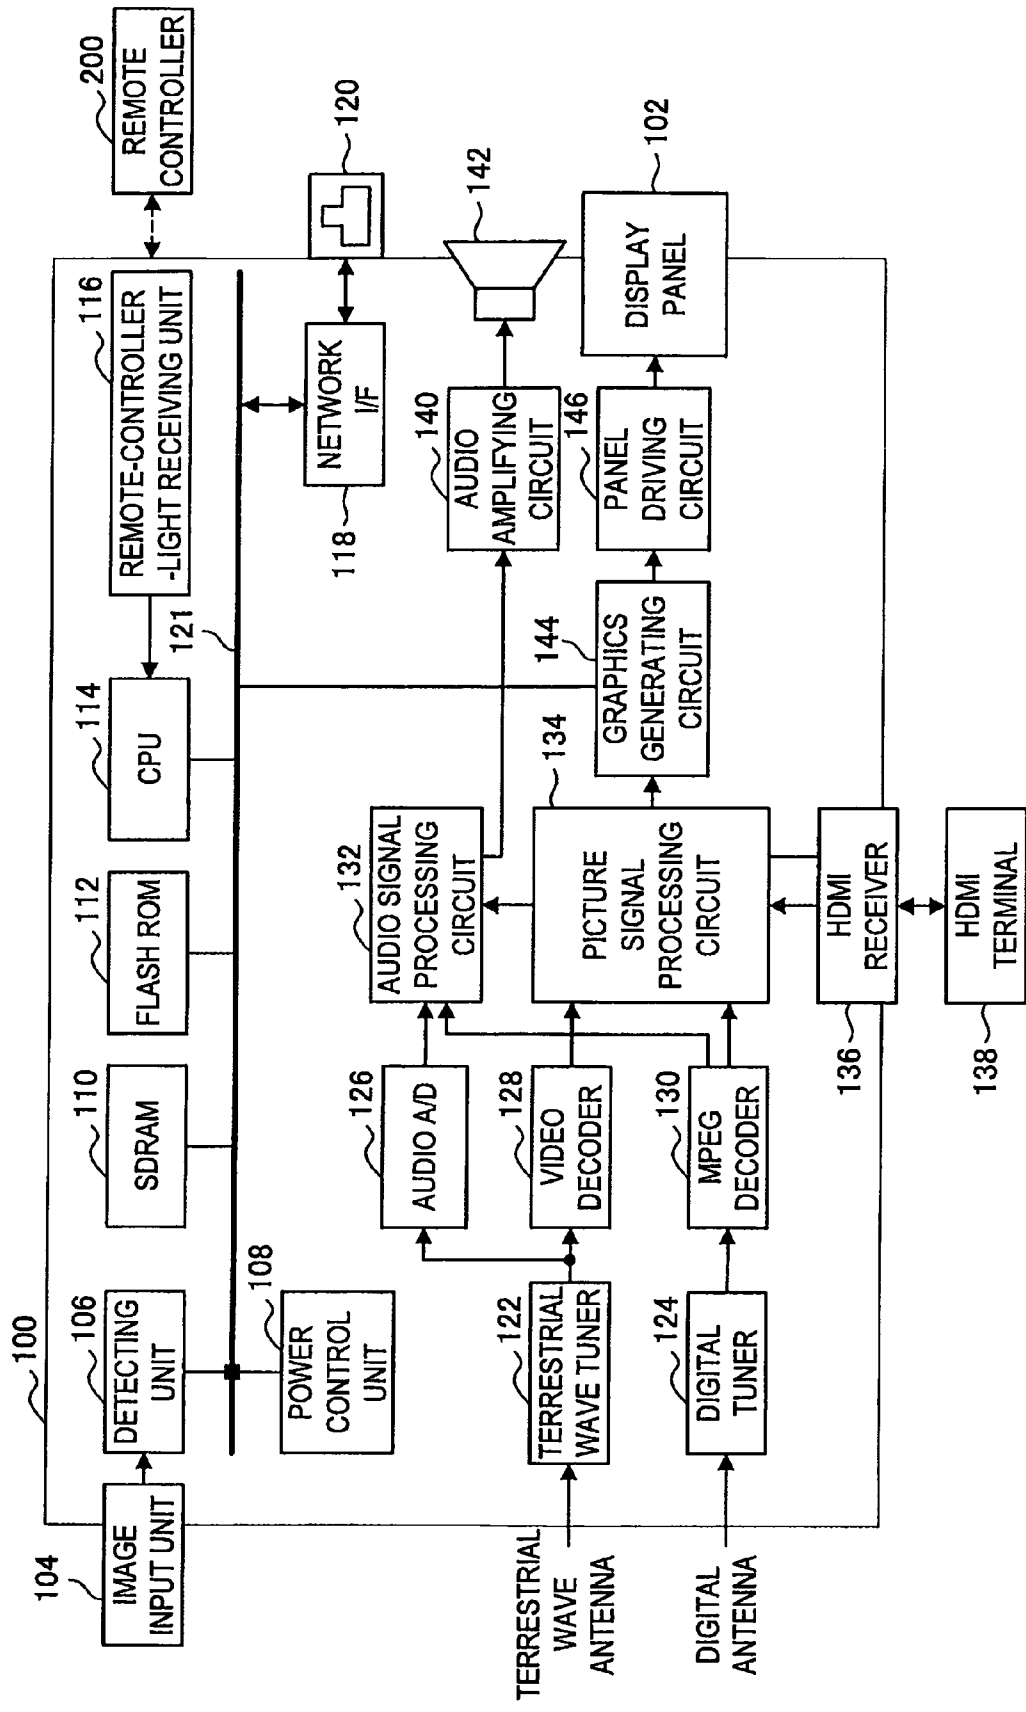 100
104
IMAGE
INPUT UNIT
106
DETECTING
UNIT
110
SDRAM
112
FLASH ROM
114
CPU
116
REMOTE-CONTROLLER
-LIGHT RECEIVING UNIT
200
REMOTE
CONTROLLER
121
108
POWER
CONTROL
UNIT
NETWORK
I/F
118
120
126
AUDIO A/D
132
AUDIO SIGNAL
PROCESSING
CIRCUIT
140
AUDIO
AMPLIFYING
CIRCUIT
142
TERRESTRIAL
WAVE
ANTENNA
122
TERRESTRIAL
WAVE TUNER
128
VIDEO
DECODER
134
PICTURE
SIGNAL
PROCESSING
CIRCUIT
144
GRAPHICS
GENERATING
CIRCUIT
146
PANEL
DRIVING
CIRCUIT
102
DISPLAY
PANEL
DIGITAL
ANTENNA
124
DIGITAL
TUNER
130
MPEG
DECODER
HDMI
RECEIVER
136
HDMI
TERMINAL
138